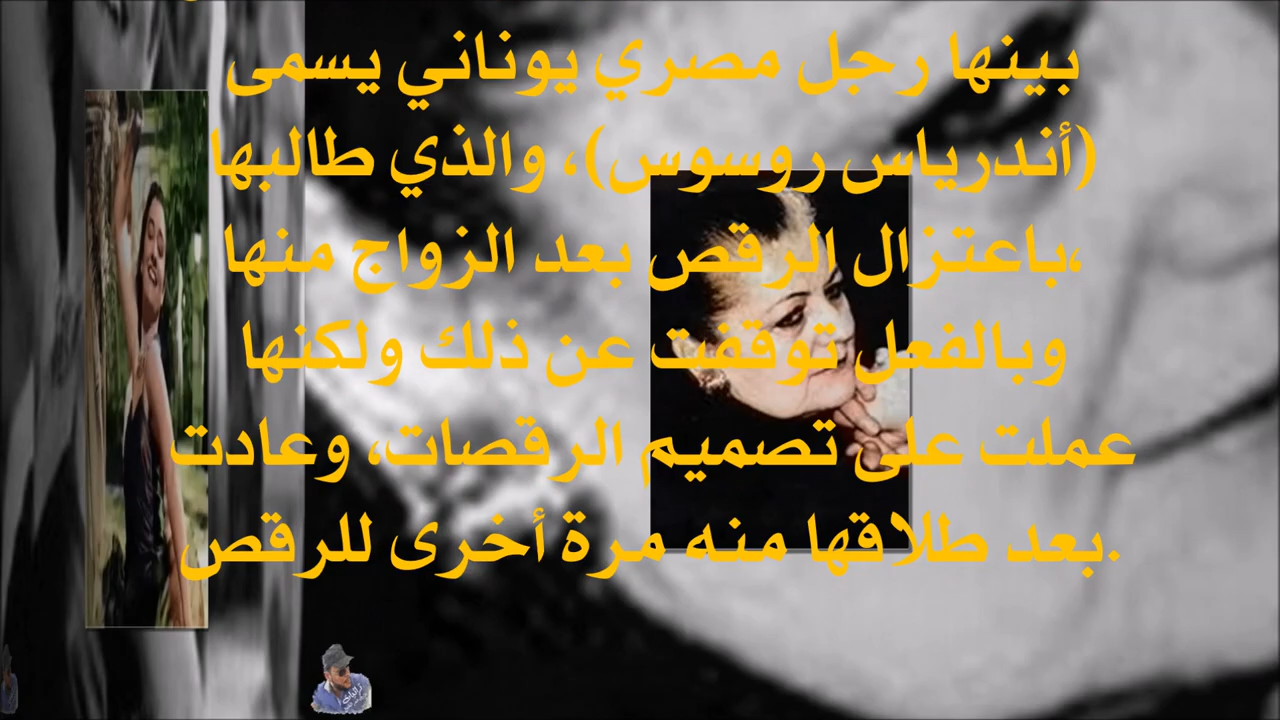 بينها رجل مصري يوناني يسمى
(أندرياس روسوس)، والذي طالبها
باعتزال الرقص بعد الزواج منها،
وبالفعل توقفت عن ذلك ولكنها
عملت على تصميم الرقصات، وعادت
بعد طلاقها منه مرة أخرى للرقص.